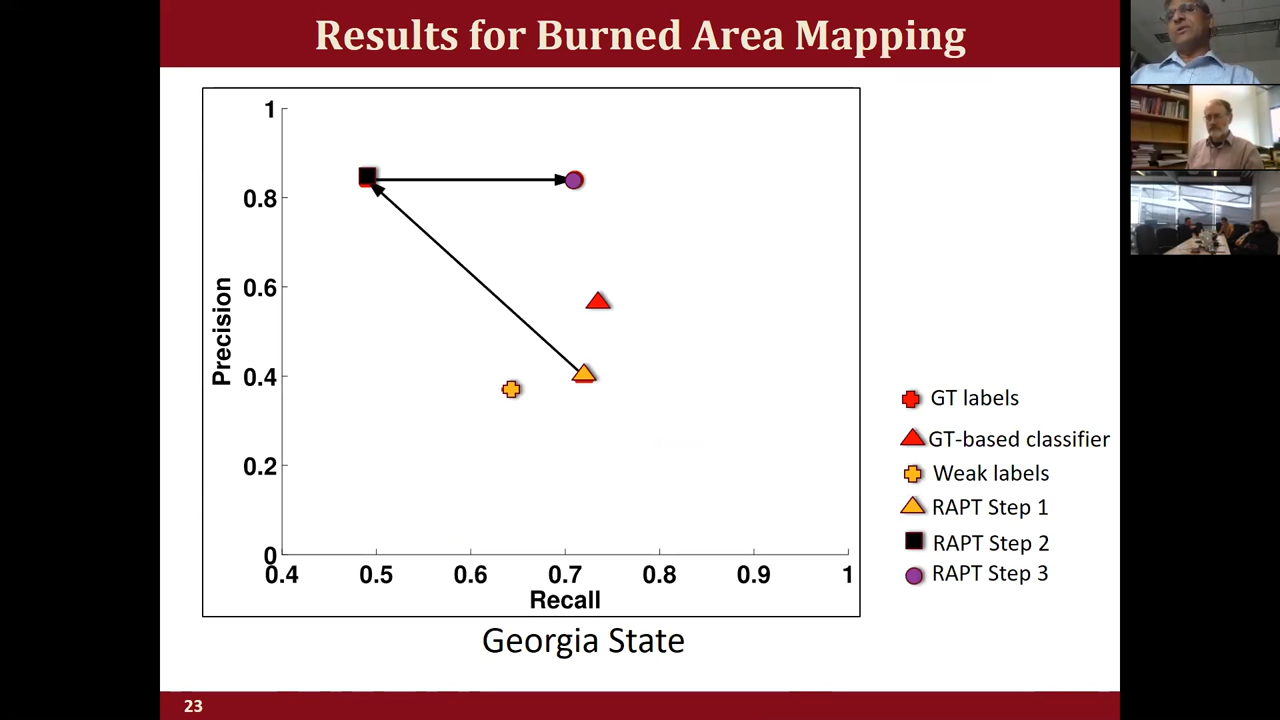 Results for Burned Area Mapping
1
0.8
0.6
0.4
0.2
0
Precision
0.4 0.5 0.6 0.7 0.8 0.9 1
Recall
GT labels
GT-based classifier
Weak labels
RAPT Step 1
RAPT Step 2
RAPT Step 3
Georgia State
23